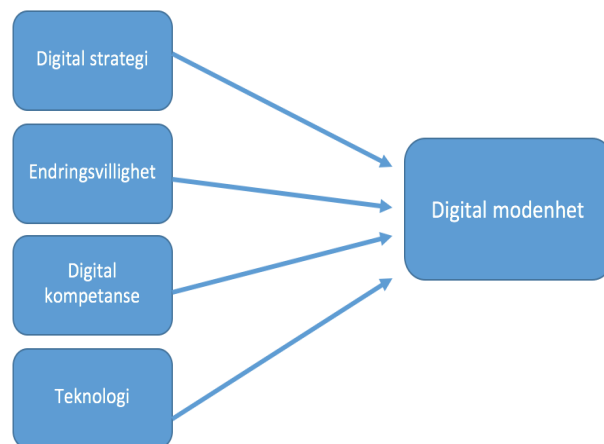 Digital strategi
Endringsvillighet
Digital
kompetanse
Teknologi
Digital modenhet